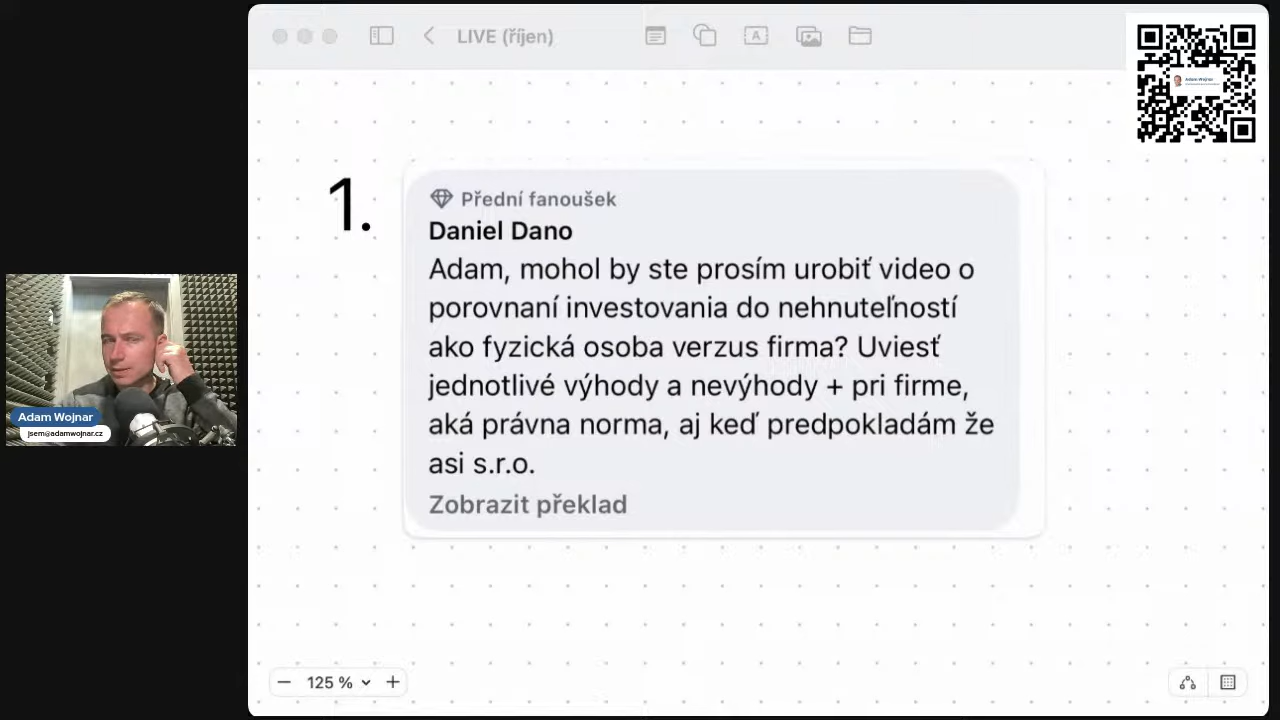 LIVE (říjen)
A
Adam Wojnar
1.
Přední fanoušek
Daniel Dano
Adam, mohol by ste prosím urobiť video o
porovnaní investovania do nehnuteľností
ako fyzická osoba verzus firma? Uviesť
jednotlivé výhody a nevýhody + pri firme,
aká právna norma, aj keď predpokladám že
asi s.r.o.
Zobrazit překlad
Adam Wojnar
jsem@adamwojnar.cz
125 %